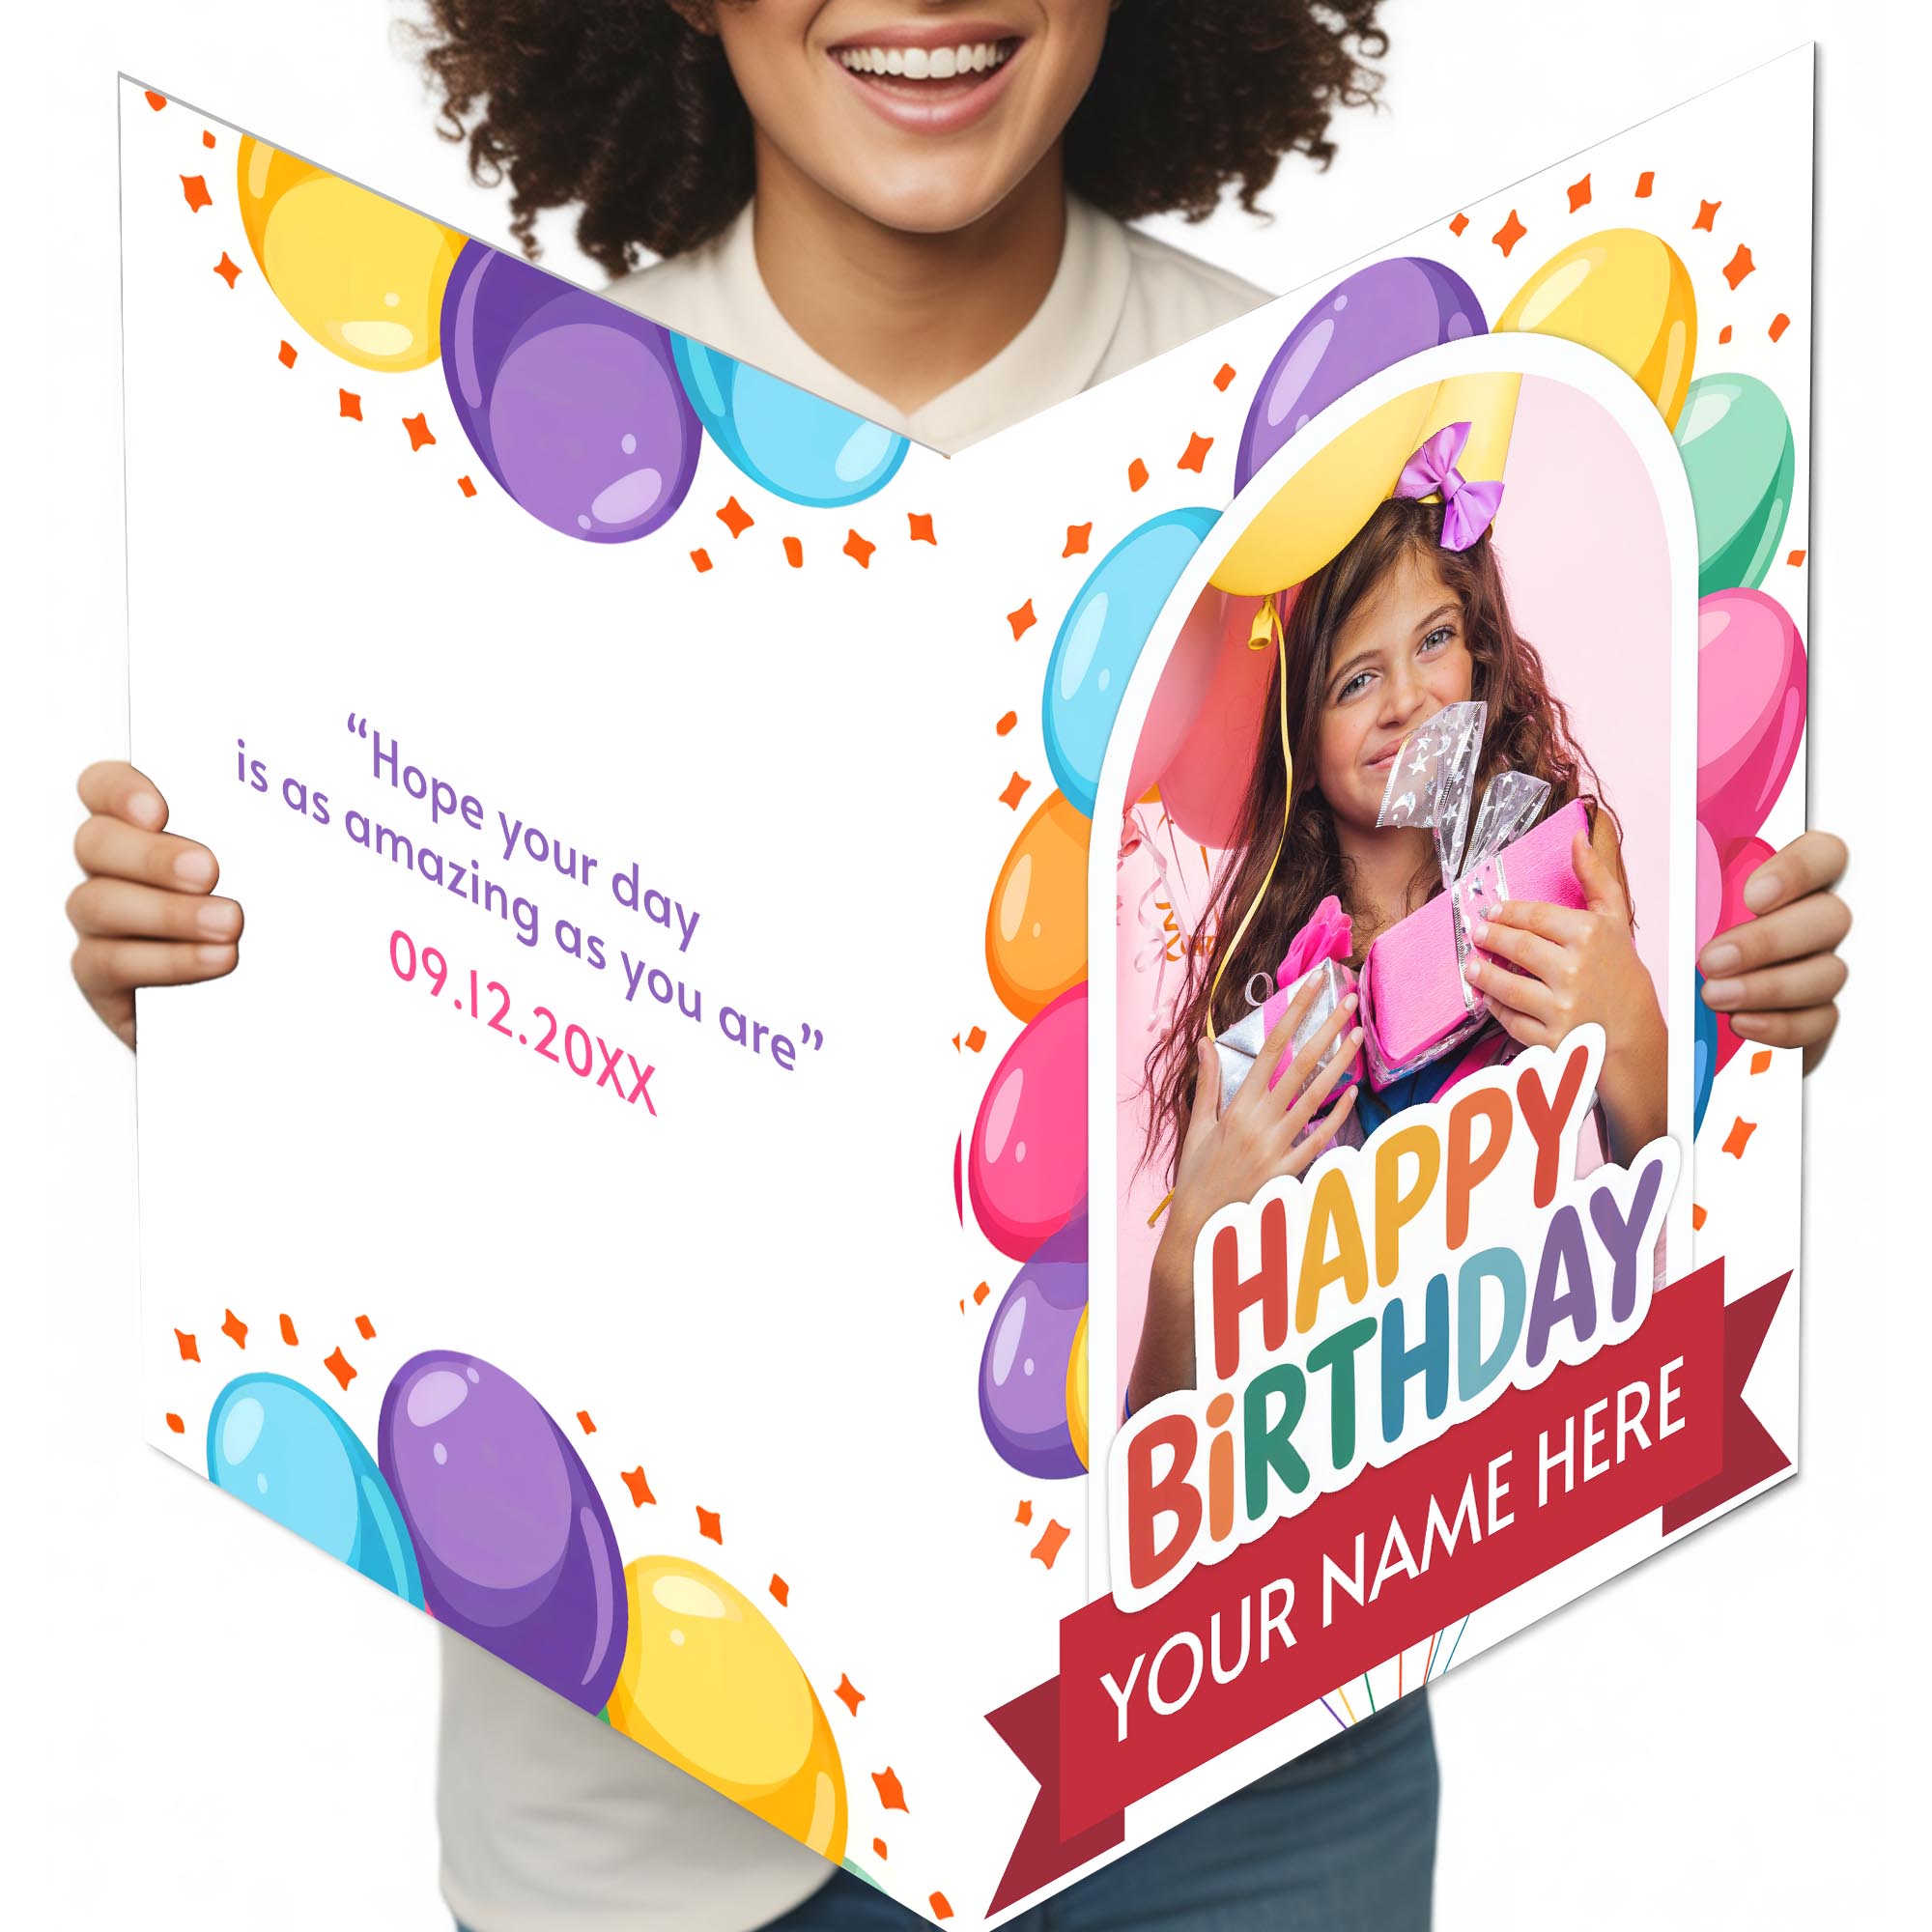 “Hope your day
is as amazing as you are”
09.12.20XX
HAPPY
BiRTHDAY
YOUR NAME HERE